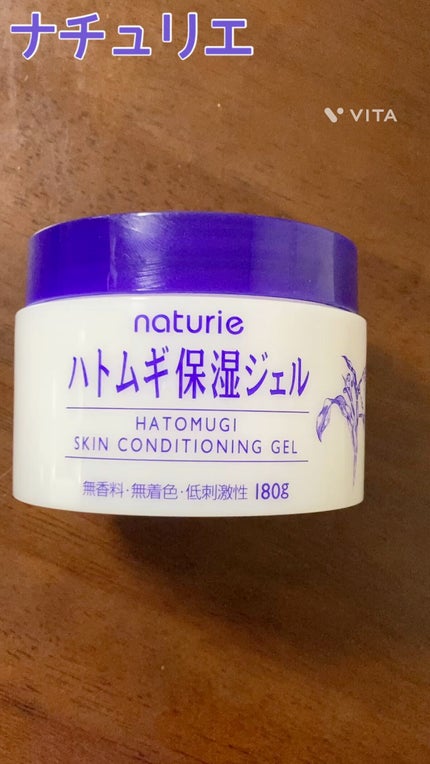 ナチュリエ
VITA
naturie
ハトムギ保湿ジェル
HATOMUGI
SKIN CONDITIONING GEL
無香料・無着色・低刺激性 180g